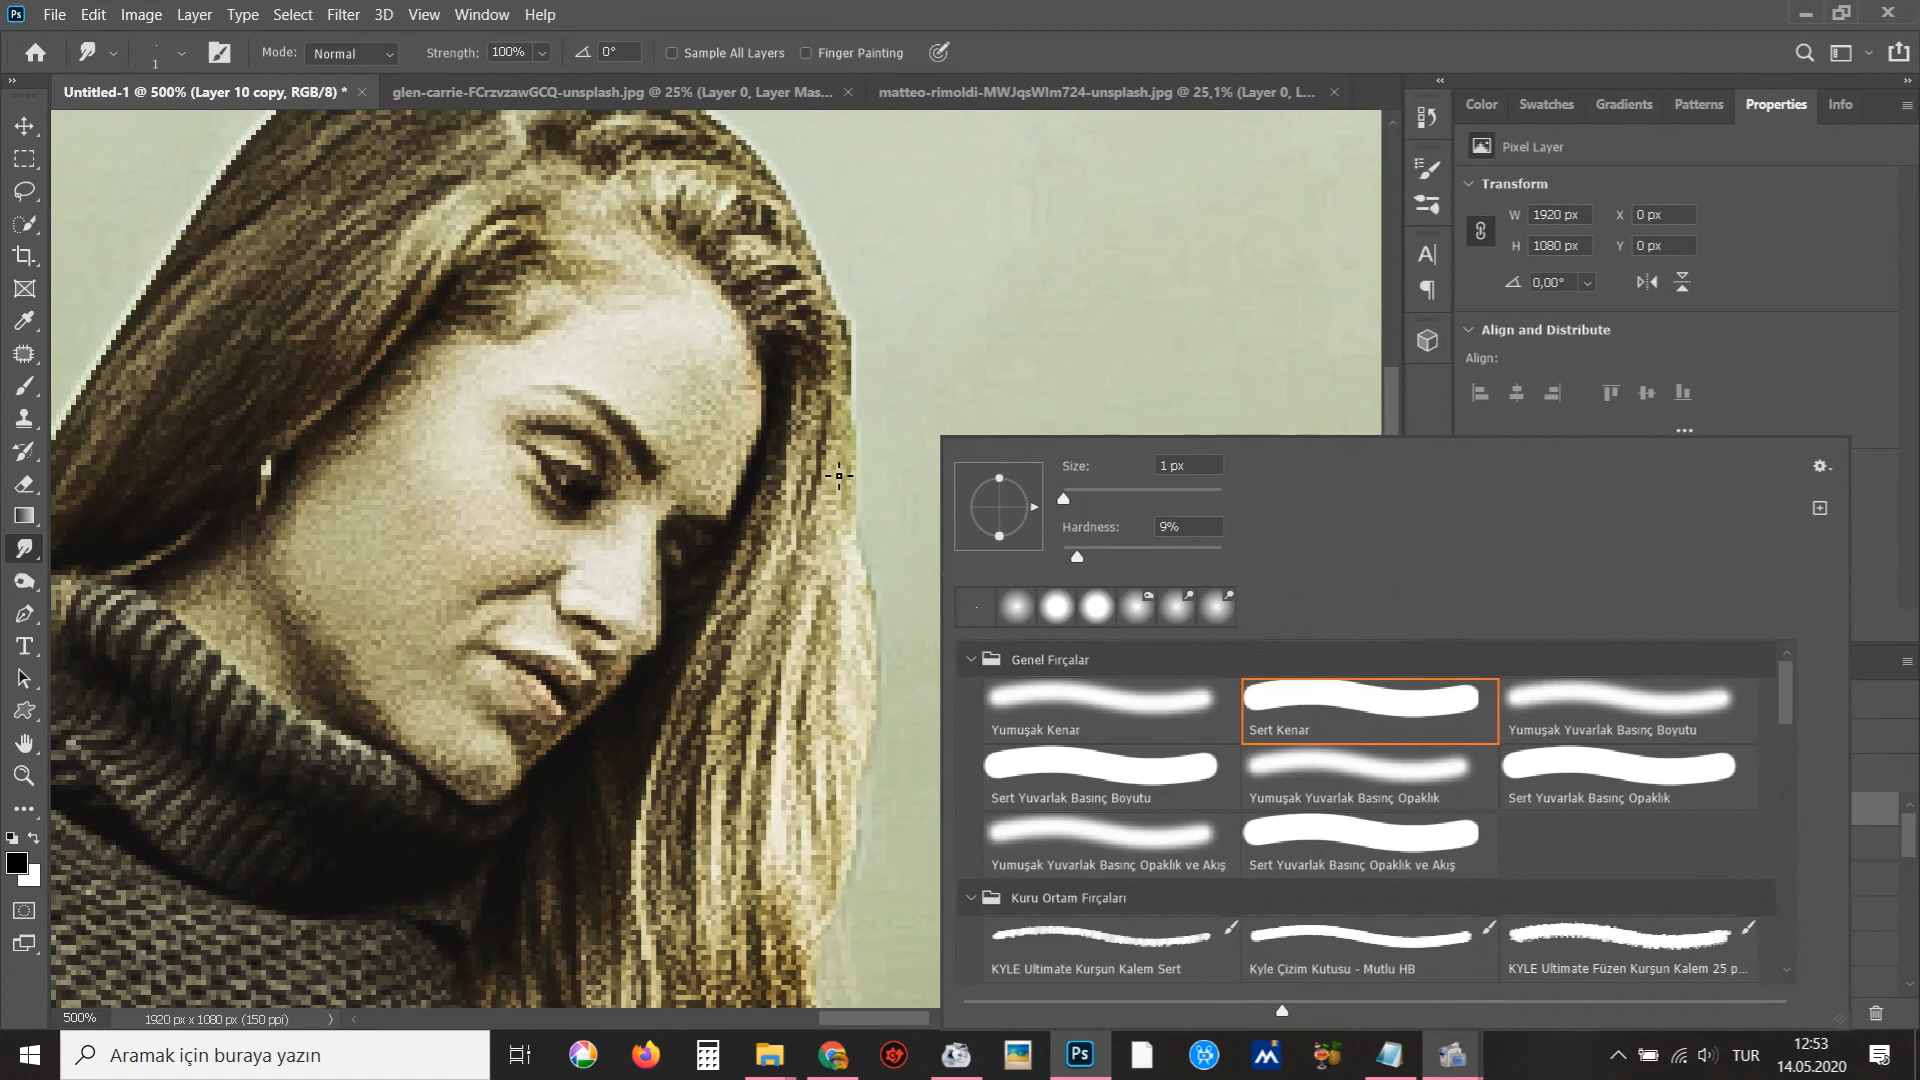 Ps File Edit Image Layer Type Select Filter 3D View Window Help
1 Mode: Normal Strength: 100% 0° Sample All Layers Finger Painting
Untitled-1 @ 500% (Layer 10 copy, RGB/8) * glen-carrie-FCrzvzawGCQ-unsplash.jpg @ 25% (Layer 0, Layer Mas... matteo-rimoldi-MWJqsWIm724-unsplash.jpg @ 25,1% (Layer 0, L...
Color Swatches Gradients Patterns Properties Info
Pixel Layer
Transform
W 1920 px X 0 px
H 1080 px Y 0 px
0,00°
Align and Distribute
Align:
Size: 1 px
Hardness: 9%
Genel Fırçalar
Yumuşak Kenar Sert Kenar Yumuşak Yuvarlak Basınç Boyutu
Sert Yuvarlak Basınç Boyutu Yumuşak Yuvarlak Basınç Opaklık Sert Yuvarlak Basınç Opaklık
Yumuşak Yuvarlak Basınç Opaklık ve Akış Sert Yuvarlak Basınç Opaklık ve Akış
Kuru Ortam Fırçaları
KYLE Ultimate Kurşun Kalem Sert Kyle Çizim Kutusu - Mutlu HB KYLE Ultimate Füzen Kurşun Kalem 25 p...
500% 1920 px x 1080 px (150 ppi)
Aramak için buraya yazın Ps TUR 12:53
14.05.2020